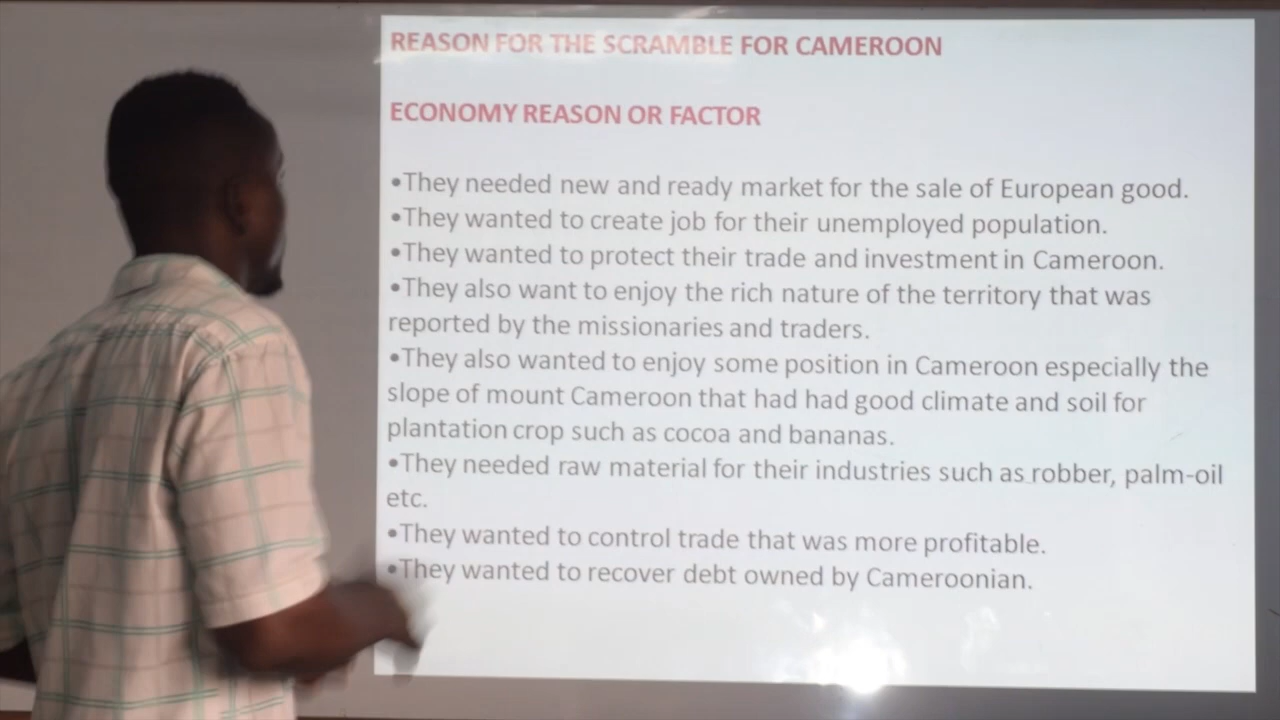 REASON FOR THE SCRAMBLE FOR CAMEROON
ECONOMY REASON OR FACTOR
•They needed new and ready market for the sale of European good.
•They wanted to create job for their unemployed population.
•They wanted to protect their trade and investment in Cameroon.
•They also want to enjoy the rich nature of the territory that was
reported by the missionaries and traders.
•They also wanted to enjoy some position in Cameroon especially the
slope of mount Cameroon that had had good climate and soil for
plantation crop such as cocoa and bananas.
•They needed raw material for their industries such as robber, palm-oil
etc.
•They wanted to control trade that was more profitable.
•They wanted to recover debt owned by Cameroonian.